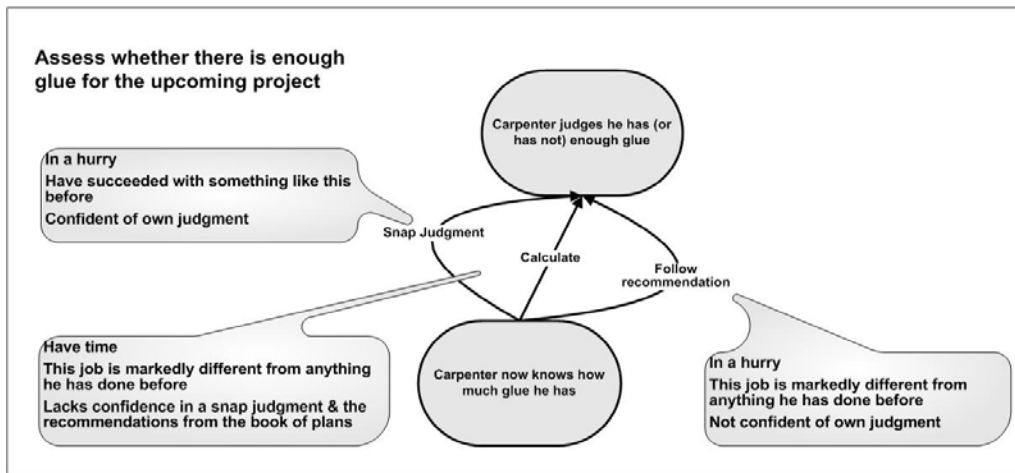 Assess whether there is enough
glue for the upcoming project
Carpenter judges he has (or
has not) enough glue
In a hurry
Have succeeded with something like this
before
Confident of own judgment
Snap Judgment
Calculate
Follow
recommendation
Have time
This job is markedly different from anything
he has done before
Lacks confidence in a snap judgment & the
recommendations from the book of plans
Carpenter now knows how
much glue he has
In a hurry
This job is markedly different from
anything he has done before
Not confident of own judgment